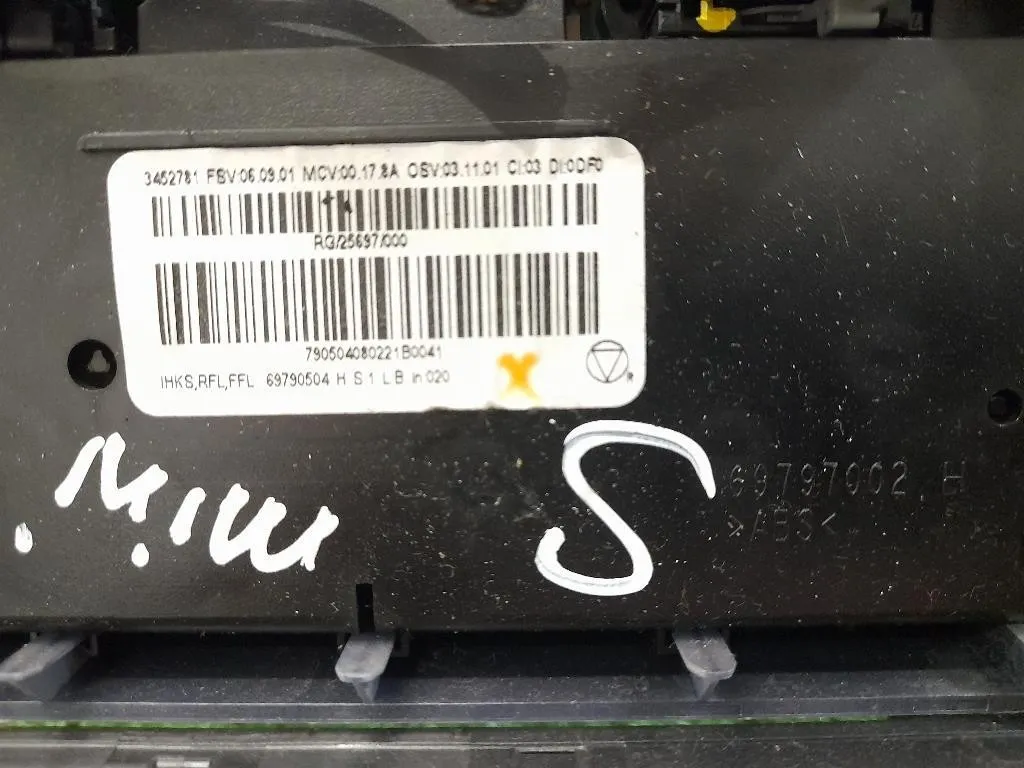 3452781 FSV:06.09.01 MCV:00.17.8A OSV:03.11.01 CI:03 DI:0DF0
RG/25697/000
790504080221B0041
IHKS,RFL,FFL 69790504 H S 1 L B in 020
R
S
69797002 H
>ABS<